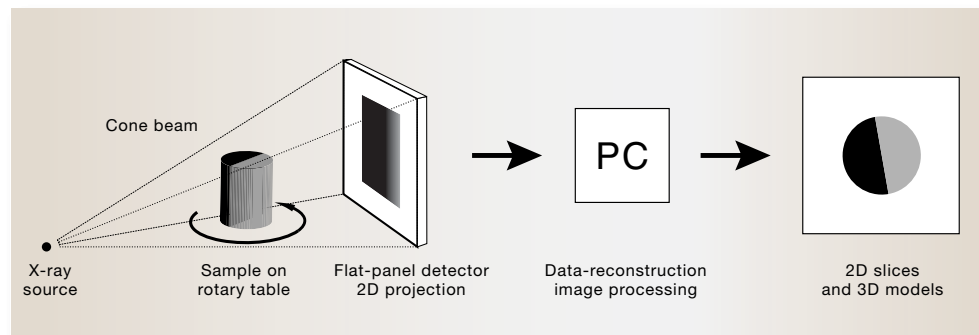 Cone beam
PC
X-ray
source
Sample on
rotary table
Flat-panel detector
2D projection
Data-reconstruction
image processing
2D slices
and 3D models